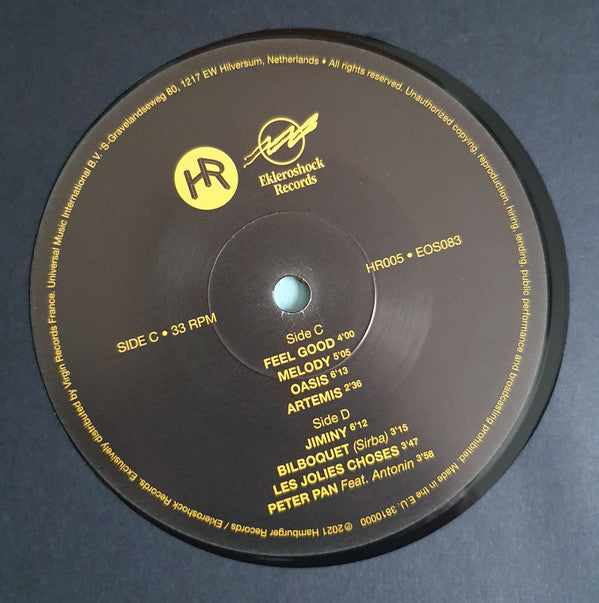 HR
Ekleroshock
Records
SIDE C • 33 RPM
HR005 • EOS083
Side C
FEEL GOOD 4'00
MELODY 5'05
OASIS 6'13
ARTEMIS 2'36
Side D
JIMINY 6'12
BILBOQUET (Sirba) 3'15
LES JOLIES CHOSES 3'47
PETER PAN Feat. Antonin 3'58
℗ 2021 Hamburger Records / Ekleroshock Records. Exclusively distributed by Virgin Records France. Universal Music International B.V. 'S-Gravelandseweg 80, 1217 EW Hilversum, Netherlands • All rights reserved. Unauthorized copying, reproduction, hiring, lending, public performance and broadcasting prohibited. Made in the E.U. 3810000